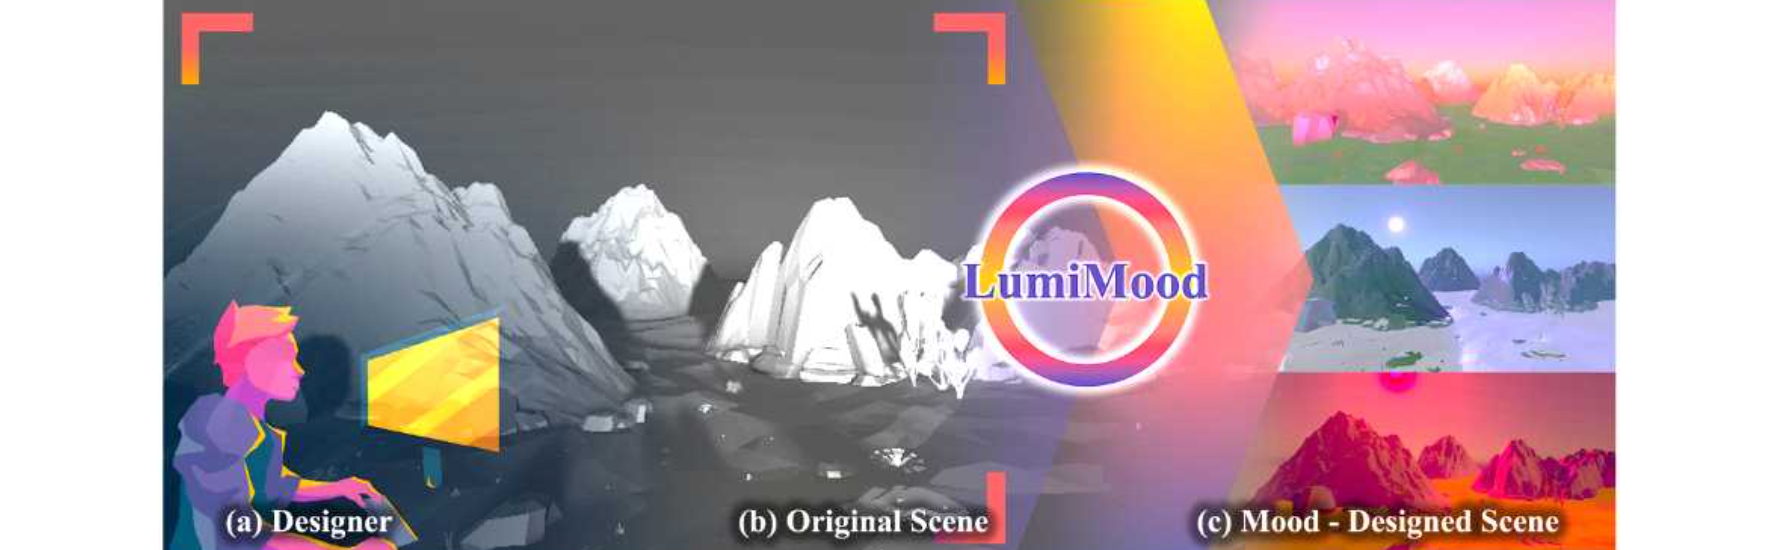 LumiMood
(a) Designer
(b) Original Scene
(c) Mood - Designed Scene